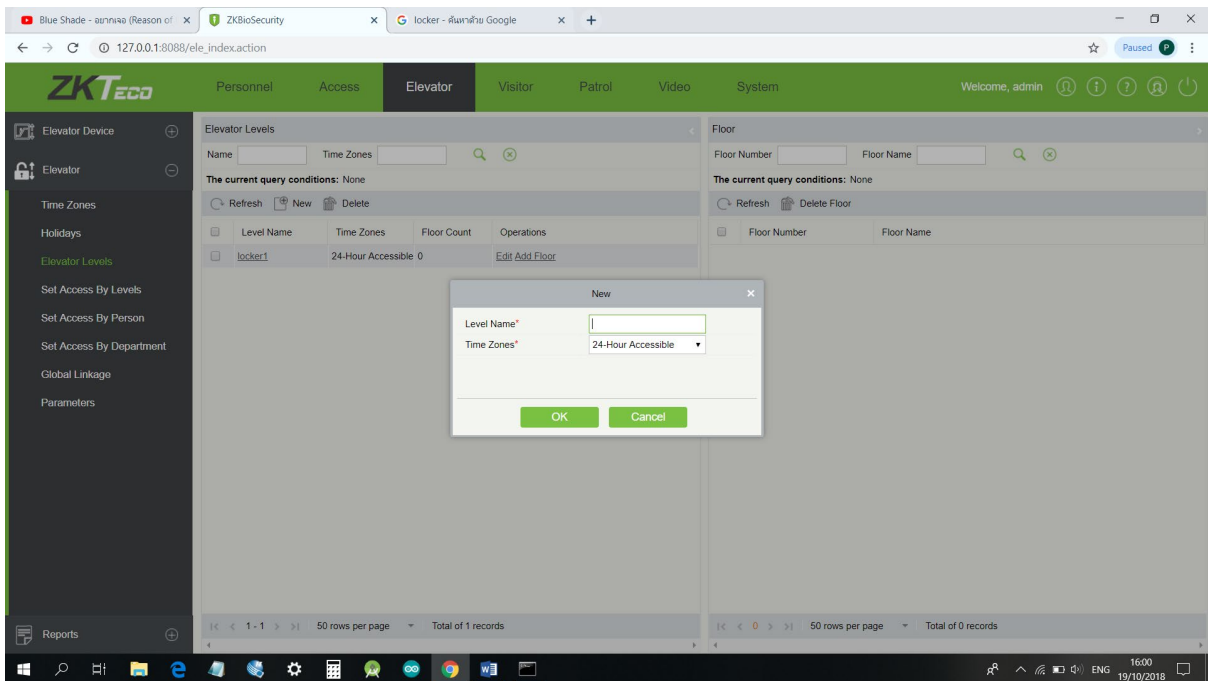 Blue Shade - อยากเจอ (Reason of
ZKBioSecurity
locker - ค้นหาด้วย Google
127.0.0.1:8088/ele_index.action
Paused P
ZKTECO
Personnel Access Elevator Visitor Patrol Video System
Welcome, admin
Elevator Device
Elevator
Time Zones
Holidays
Elevator Levels
Set Access By Levels
Set Access By Person
Set Access By Department
Global Linkage
Parameters
Reports
Elevator Levels
Name Time Zones
The current query conditions: None
Refresh New Delete
Level Name Time Zones Floor Count Operations
locker1 24-Hour Accessible 0 Edit Add Floor
1-1 50 rows per page Total of 1 records
Floor
Floor Number Floor Name
The current query conditions: None
Refresh Delete Floor
Floor Number Floor Name
0 50 rows per page Total of 0 records
New
Level Name*
Time Zones* 24-Hour Accessible
OK Cancel
ENG
16:00
19/10/2018